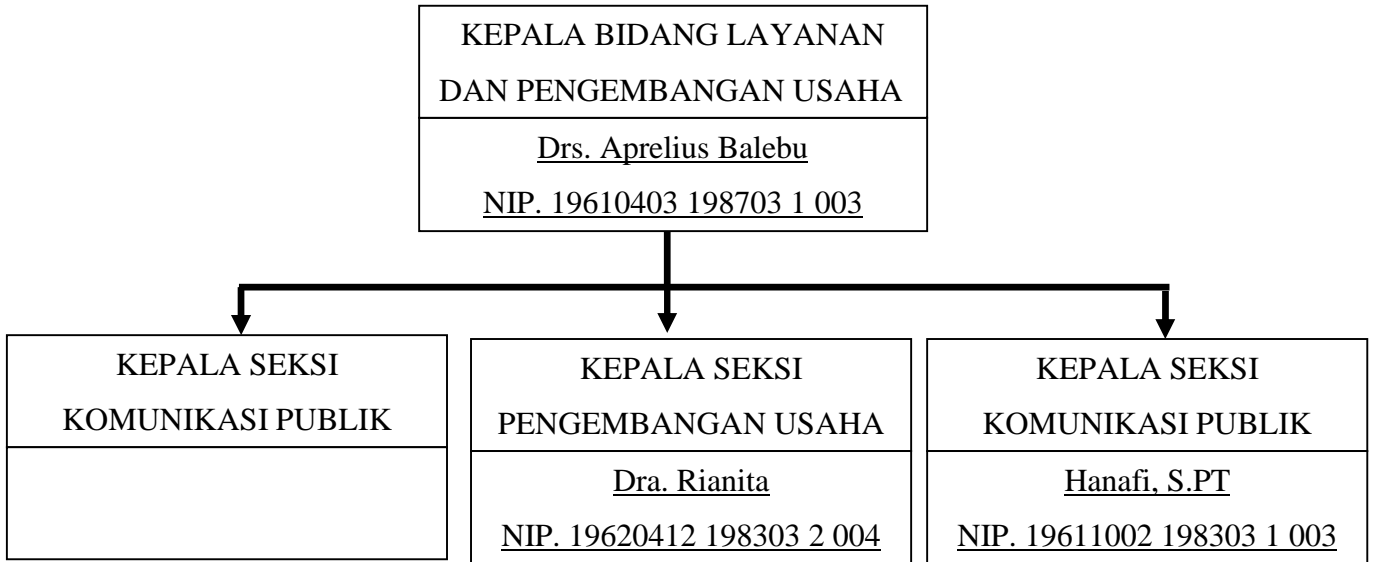 KEPALA BIDANG LAYANAN
DAN PENGEMBANGAN USAHA
Drs. Aprelius Balebu
NIP. 19610403 198703 1 003
KEPALA SEKSI
KOMUNIKASI PUBLIK
KEPALA SEKSI
PENGEMBANGAN USAHA
Dra. Rianita
NIP. 19620412 198303 2 004
KEPALA SEKSI
KOMUNIKASI PUBLIK
Hanafi, S.PT
NIP. 19611002 198303 1 003